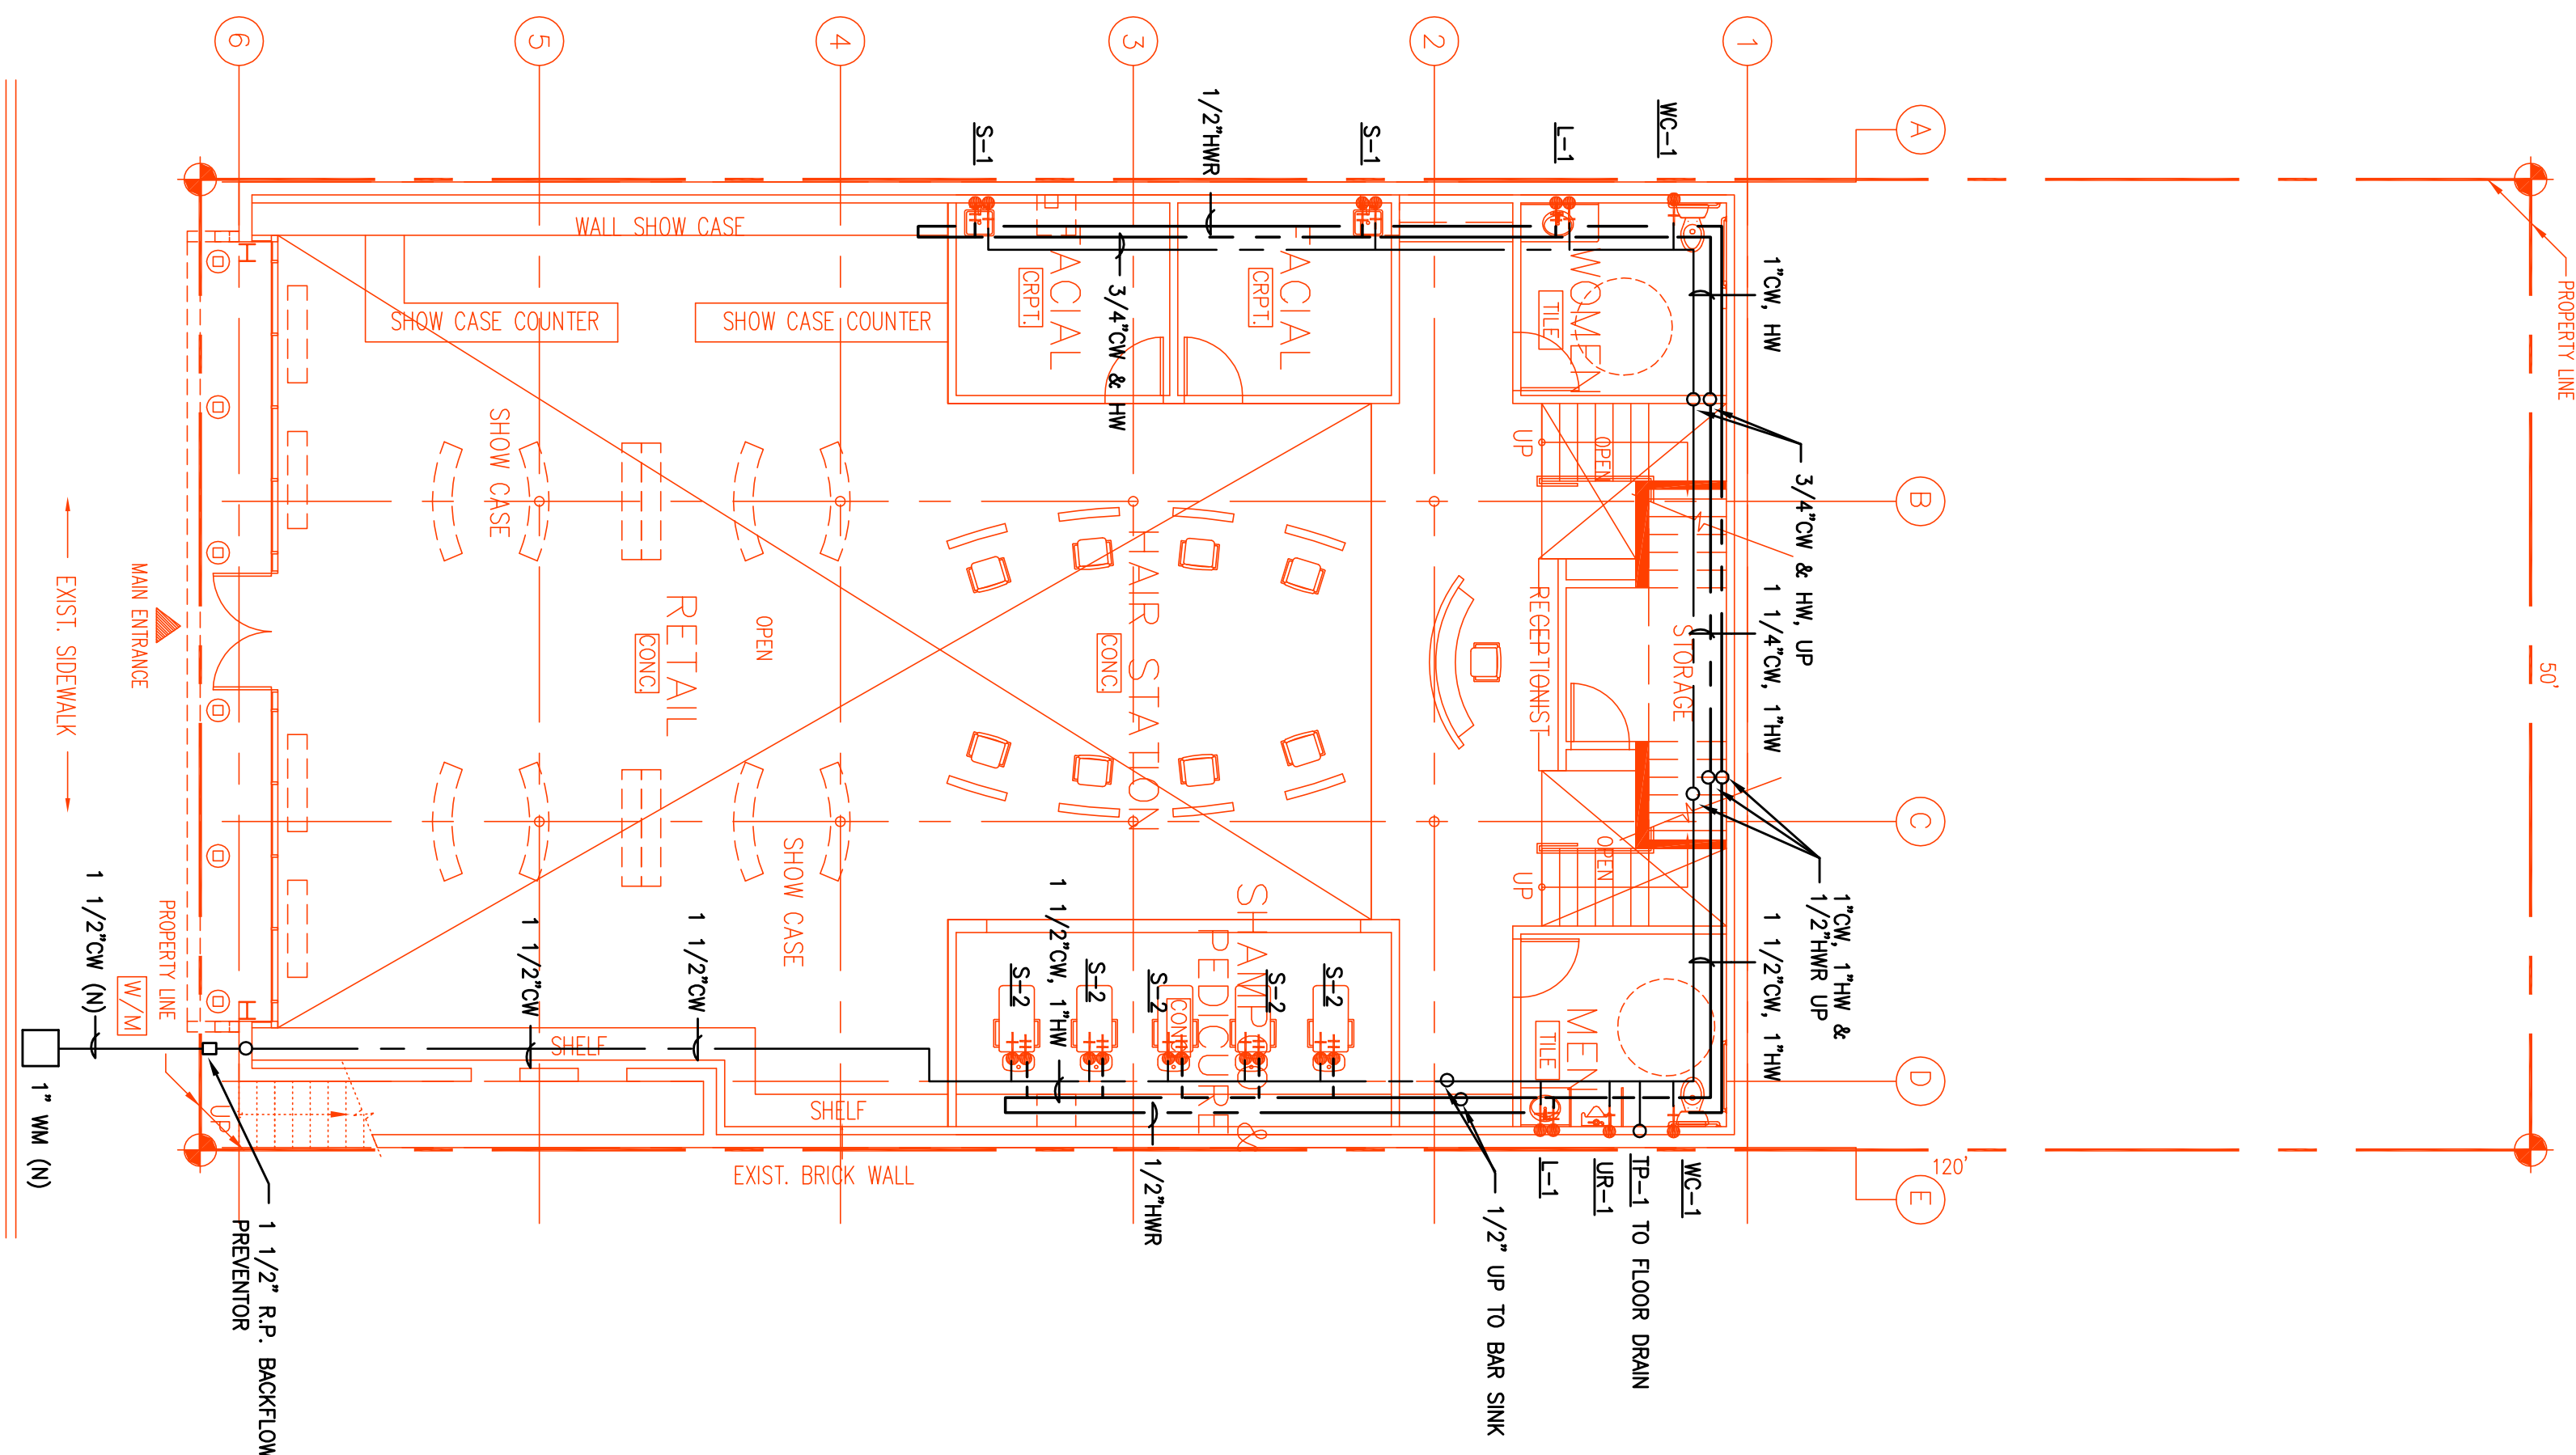 6
5
4
3
2
1
A
B
C
D
E
S-1
1/2"HWR
S-1
L-1
WC-1
PROPERTY LINE
WALL SHOW CASE
SHOW CASE COUNTER
SHOW CASE COUNTER
FACIAL
CRPT.
FACIAL
CRPT.
3/4"CW & HW
WOMEN
TILE
1"CW, HW
OPEN
UP
3/4"CW & HW, UP
SHOW CASE
HAIR STATION
CONC.
RETAIL
CONC.
OPEN
RECEPTIONIST
STORAGE
1 1/4"CW, 1"HW
50'
MAIN ENTRANCE
EXIST. SIDEWALK
SHOW CASE
OPEN
UP
1"CW, 1"HW &
1/2"HWR UP
1 1/2"CW, 1"HW
MEN
TILE
SHAMPOO &
PEDICURE
CONC.
S-2
S-2
S-2
S-2
S-2
1 1/2"CW, 1"HW
1 1/2"CW
1 1/2"CW
1 1/2"CW (N)
PROPERTY LINE
W/M
SHELF
SHELF
UP
1" WM (N)
1 1/2" R.P. BACKFLOW
PREVENTOR
EXIST. BRICK WALL
1/2"HWR
1/2" UP TO BAR SINK
L-1
UR-1
TP-1 TO FLOOR DRAIN
WC-1
120'